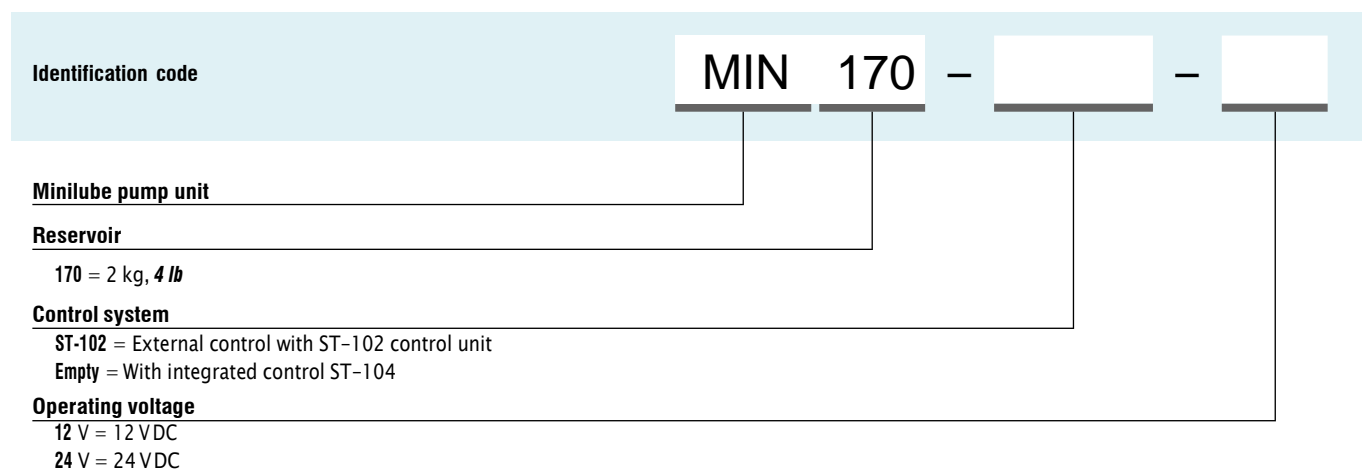 Identification code MIN 170 – –
Minilube pump unit
Reservoir
170 = 2 kg, 4 lb
Control system
ST-102 = External control with ST–102 control unit
Empty = With integrated control ST–104
Operating voltage
12 V = 12 VDC
24 V = 24 VDC